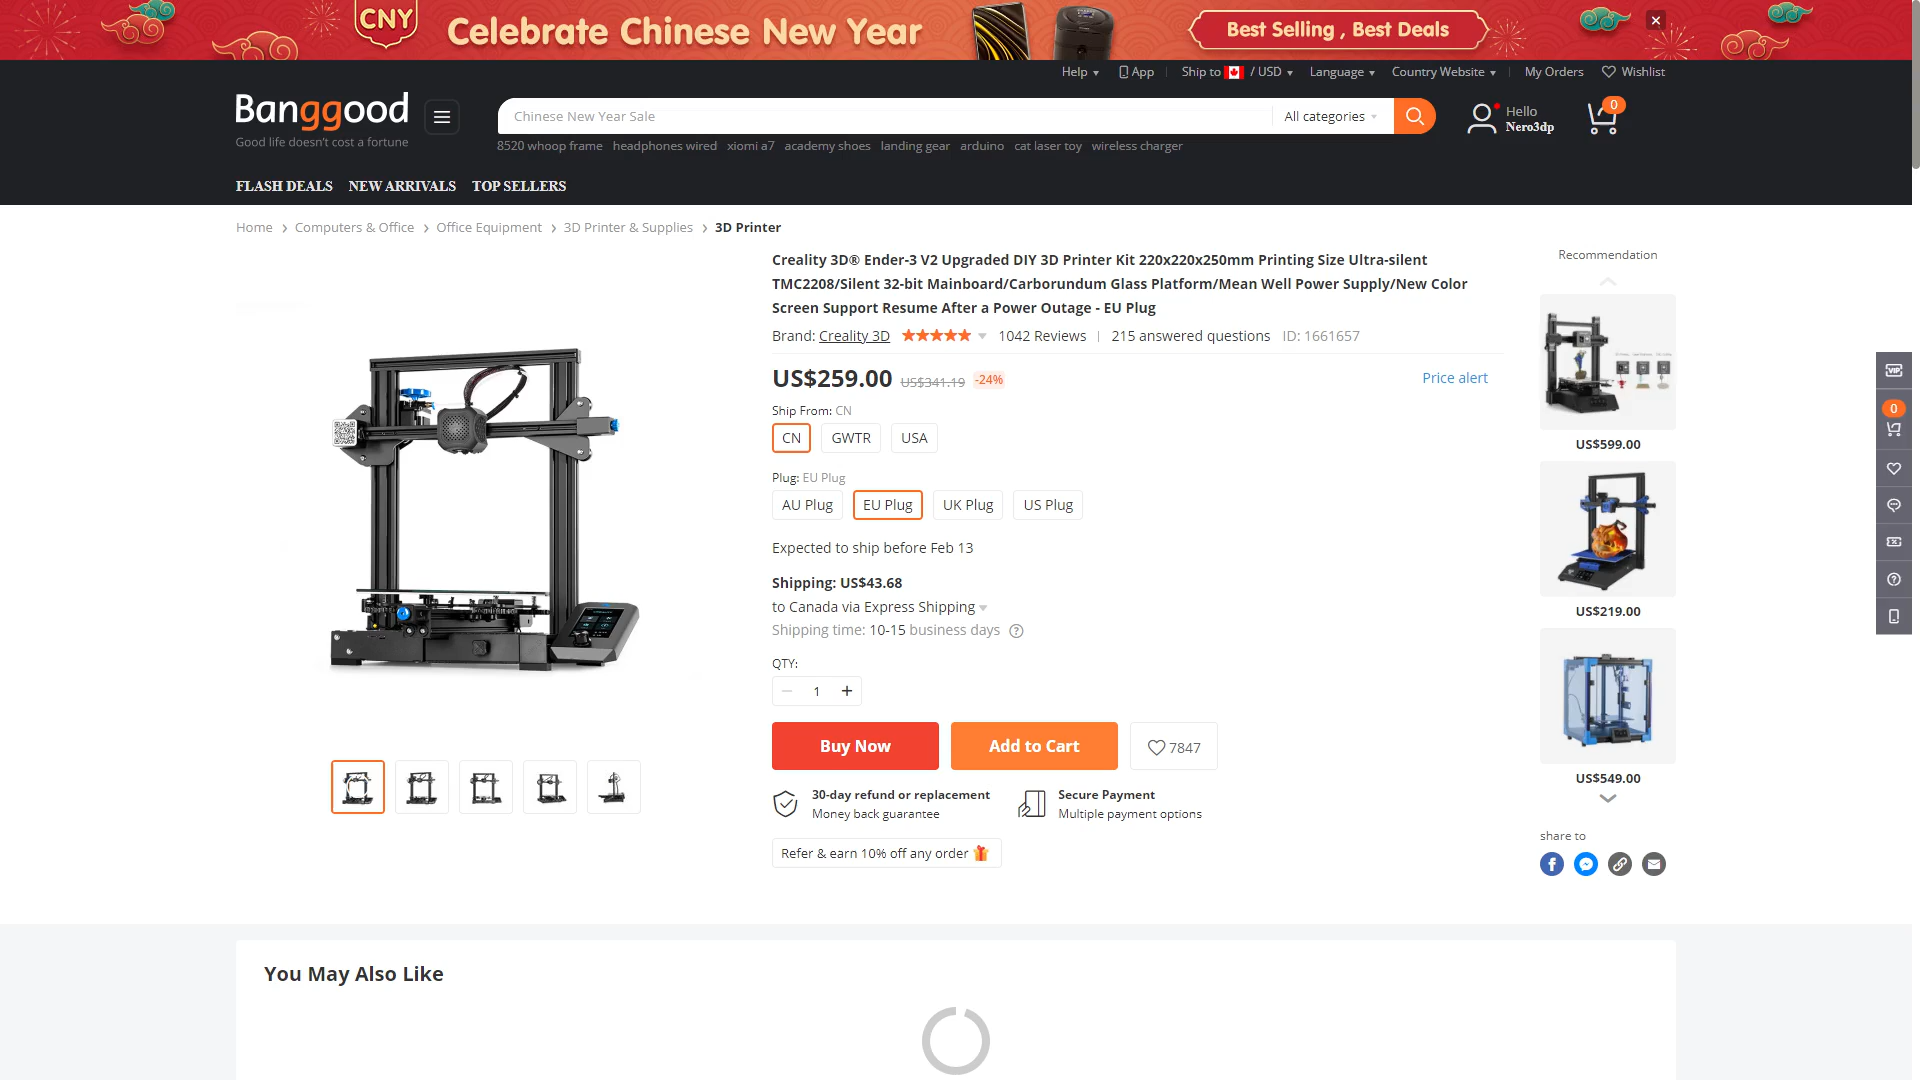 CNY
Celebrate Chinese New Year
Best Selling , Best Deals
Help
App
Ship to / USD
Language
Country Website
My Orders
Wishlist
Banggood
Good life doesn't cost a fortune
Chinese New Year Sale
All categories
Hello
Nero3dp
0
8520 whoop frame headphones wired xiomi a7 academy shoes landing gear arduino cat laser toy wireless charger
FLASH DEALS NEW ARRIVALS TOP SELLERS
Home > Computers & Office > Office Equipment > 3D Printer & Supplies > 3D Printer
Creality 3D® Ender-3 V2 Upgraded DIY 3D Printer Kit 220x220x250mm Printing Size Ultra-silent
TMC2208/Silent 32-bit Mainboard/Carborundum Glass Platform/Mean Well Power Supply/New Color
Screen Support Resume After a Power Outage - EU Plug
Brand: Creality 3D 1042 Reviews | 215 answered questions ID: 1661657
US$259.00 US$341.19 -24%
Price alert
Ship From: CN
CN GWTR USA
Plug: EU Plug
AU Plug EU Plug UK Plug US Plug
Expected to ship before Feb 13
Shipping: US$43.68
to Canada via Express Shipping
Shipping time: 10-15 business days ?
QTY:
− 1 +
Buy Now
Add to Cart
7847
30-day refund or replacement
Money back guarantee
Secure Payment
Multiple payment options
Refer & earn 10% off any order
Recommendation
US$599.00
US$219.00
US$549.00
share to
VIP
0
You May Also Like